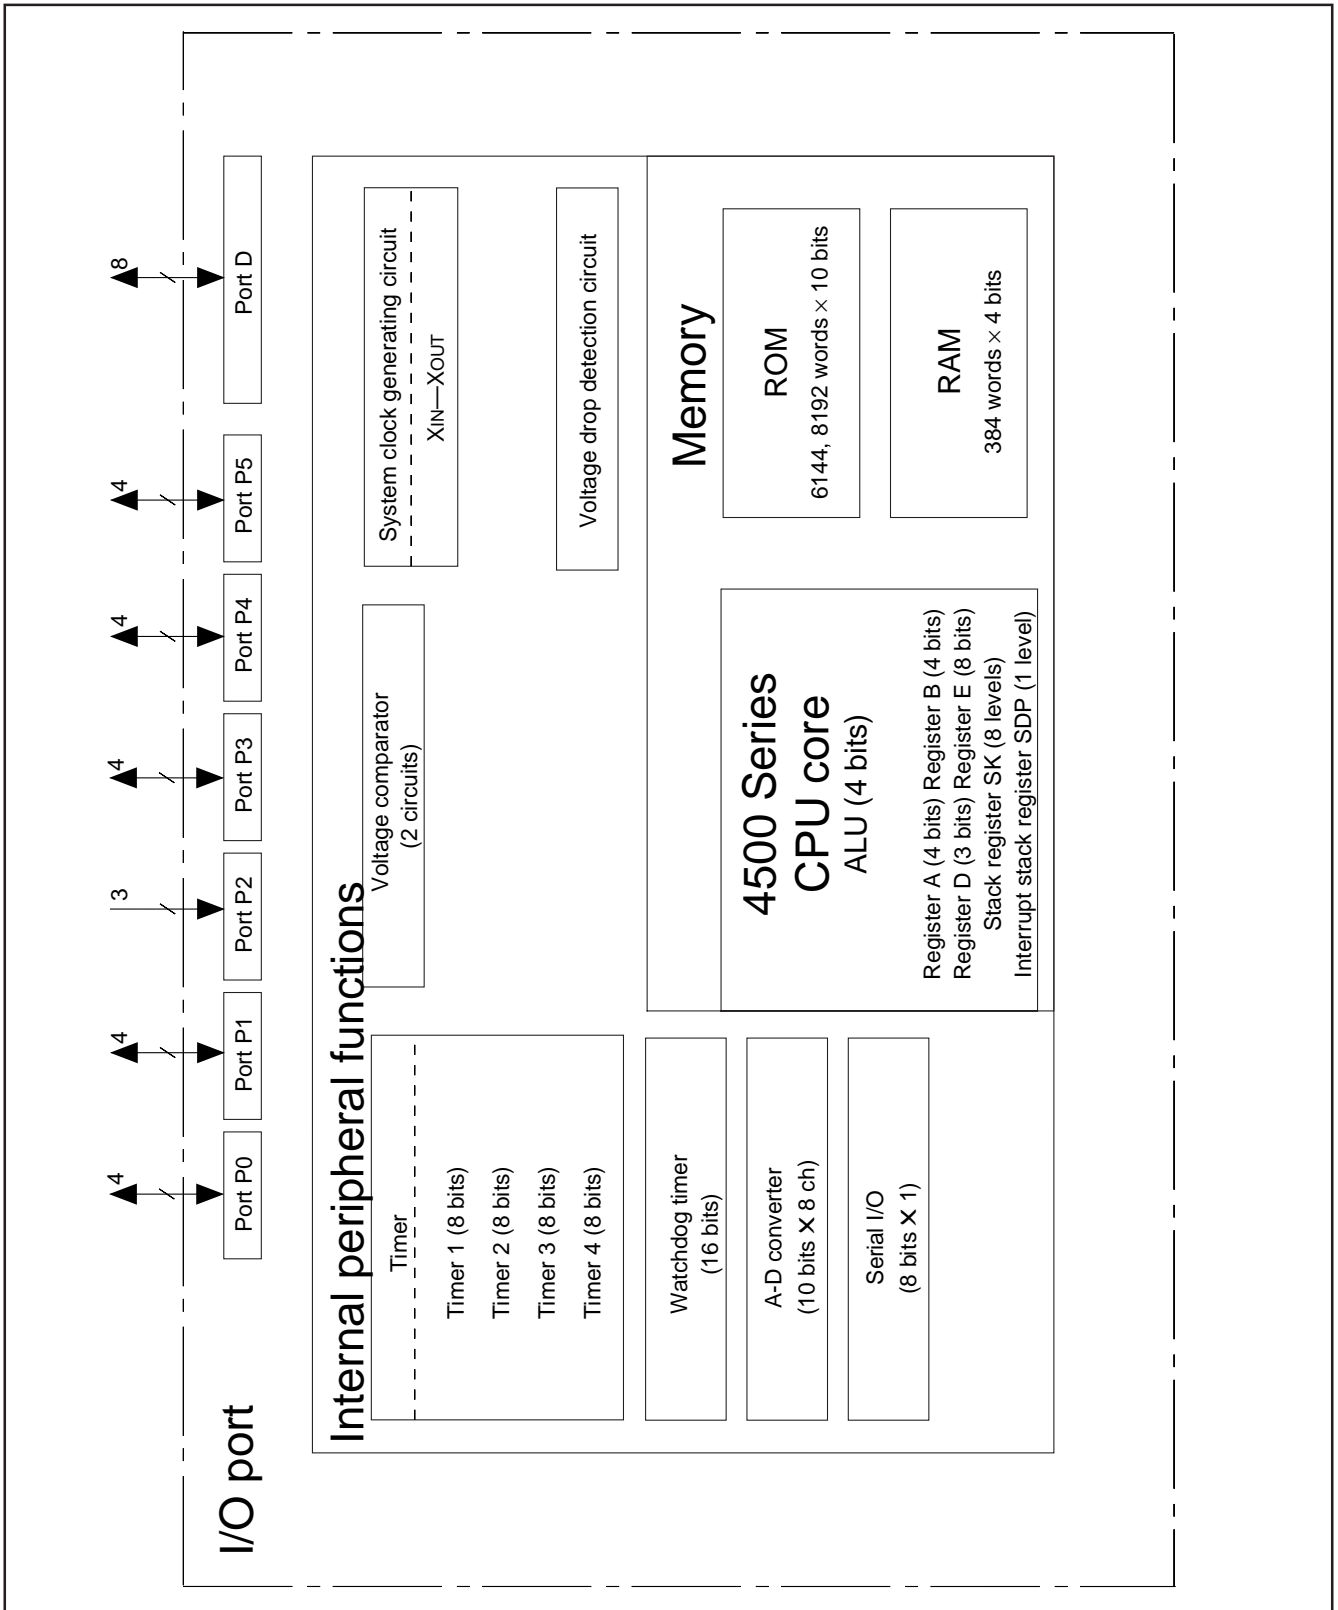 4
4
3
4
4
4
8
I/O port
Port P0
Port P1
Port P2
Port P3
Port P4
Port P5
Port D
Internal peripheral functions
Timer
Timer 1 (8 bits)
Timer 2 (8 bits)
Timer 3 (8 bits)
Timer 4 (8 bits)
Watchdog timer
(16 bits)
A-D converter
(10 bits × 8 ch)
Serial I/O
(8 bits × 1)
Voltage comparator
(2 circuits)
System clock generating circuit
XIN—XOUT
Voltage drop detection circuit
4500 Series
CPU core
ALU (4 bits)
Register A (4 bits) Register B (4 bits)
Register D (3 bits) Register E (8 bits)
Stack register SK (8 levels)
Interrupt stack register SDP (1 level)
Memory
ROM
6144, 8192 words × 10 bits
RAM
384 words × 4 bits